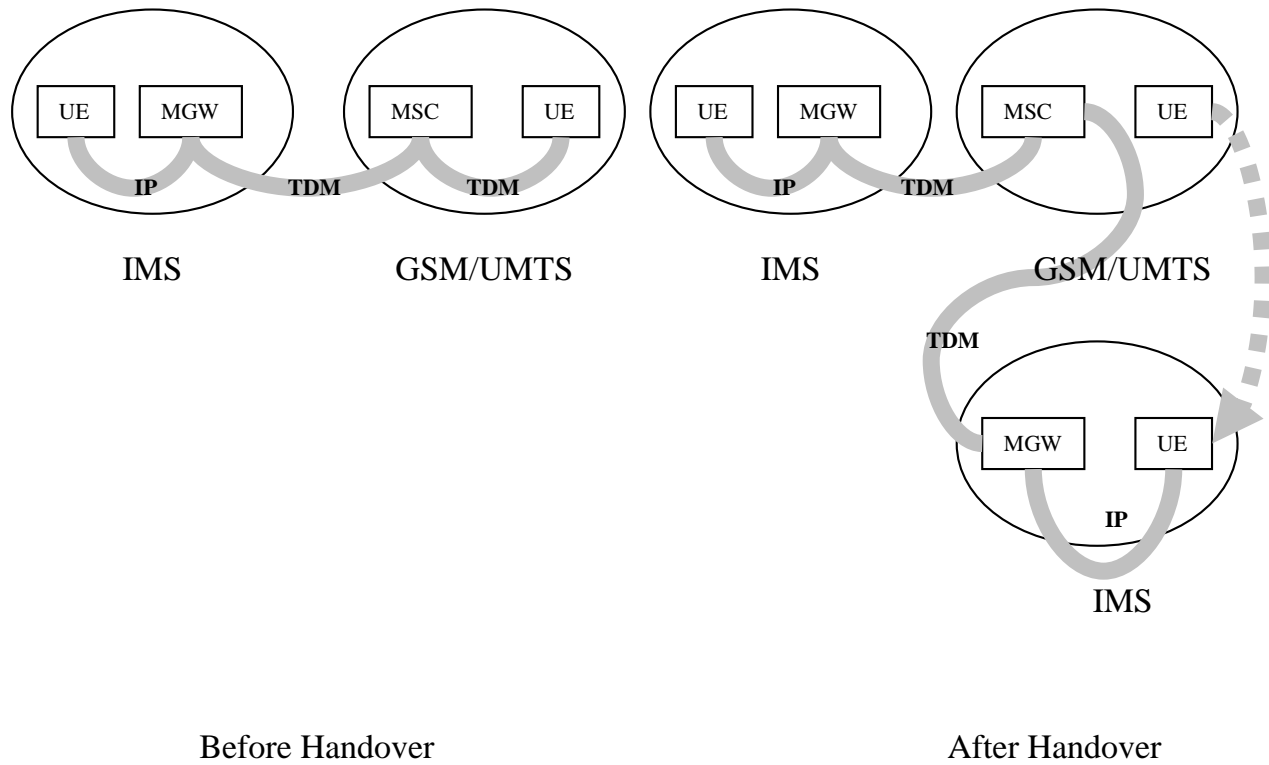 UE MGW MSC UE UE MGW MSC UE
IP TDM TDM IP TDM
IMS GSM/UMTS IMS GSM/UMTS
TDM
MGW UE
IP
IMS
Before Handover After Handover